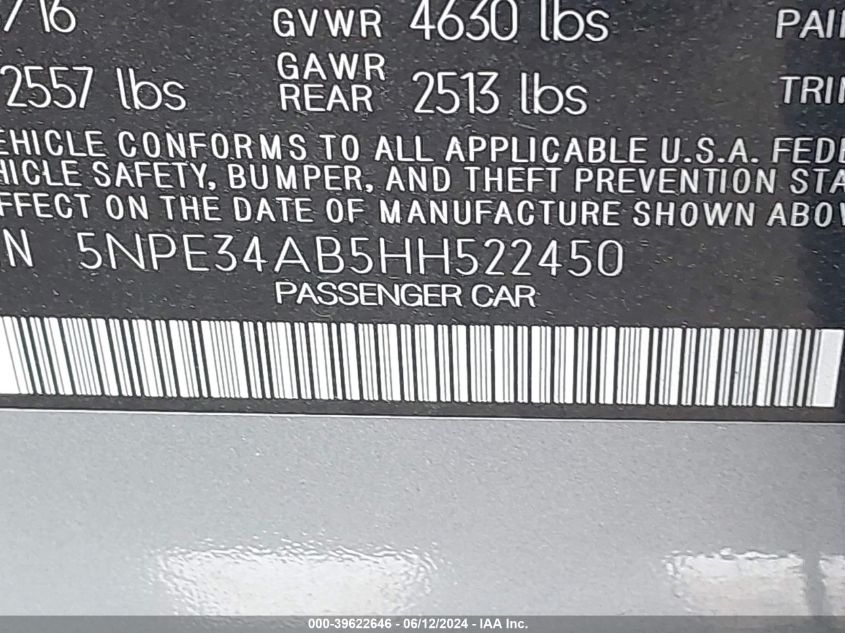 /16 GVWR 4630 lbs PAI
2557 lbs GAWR REAR 2513 lbs TRI
EHICLE CONFORMS TO ALL APPLICABLE U.S.A. FEDE
HICLE SAFETY, BUMPER, AND THEFT PREVENTION STA
FFECT ON THE DATE OF MANUFACTURE SHOWN ABOV
N 5NPE34AB5HH522450
PASSENGER CAR
000-39622646 - 06/12/2024 - IAA Inc.